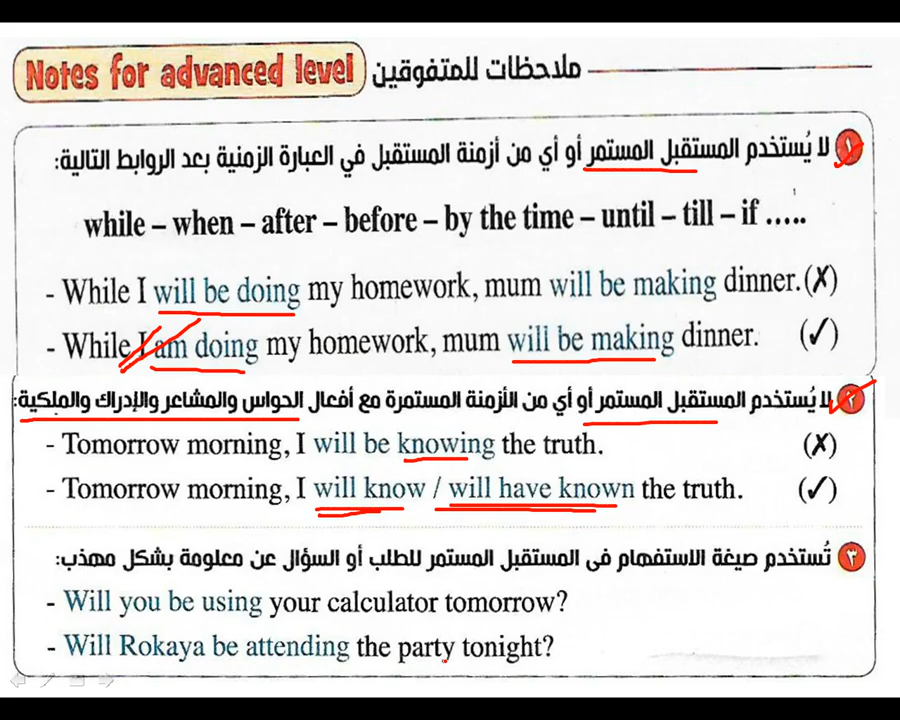 Notes for advanced level ملاحظات للمتفوقين
١ لا يُستخدم المستقبل المستمر أو أي من أزمنة المستقبل في العبارة الزمنية بعد الروابط التالية:
while – when – after – before – by the time – until – till – if .....
- While I will be doing my homework, mum will be making dinner. (✗)
- While I am doing my homework, mum will be making dinner. (✓)
٢ لا يُستخدم المستقبل المستمر أو أي من الأزمنة المستمرة مع أفعال الحواس والمشاعر والإدراك والملكية:
- Tomorrow morning, I will be knowing the truth. (✗)
- Tomorrow morning, I will know / will have known the truth. (✓)
٣ تُستخدم صيغة الاستفهام فى المستقبل المستمر للطلب أو السؤال عن معلومة بشكل مهذب:
- Will you be using your calculator tomorrow?
- Will Rokaya be attending the party tonight?